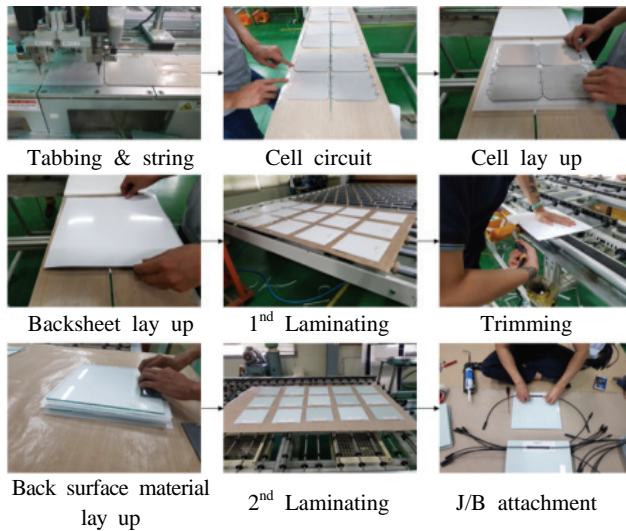 Tabbing & string
Cell circuit
Cell lay up
Backsheet lay up
1nd Laminating
Trimming
Back surface material
lay up
2nd Laminating
J/B attachment